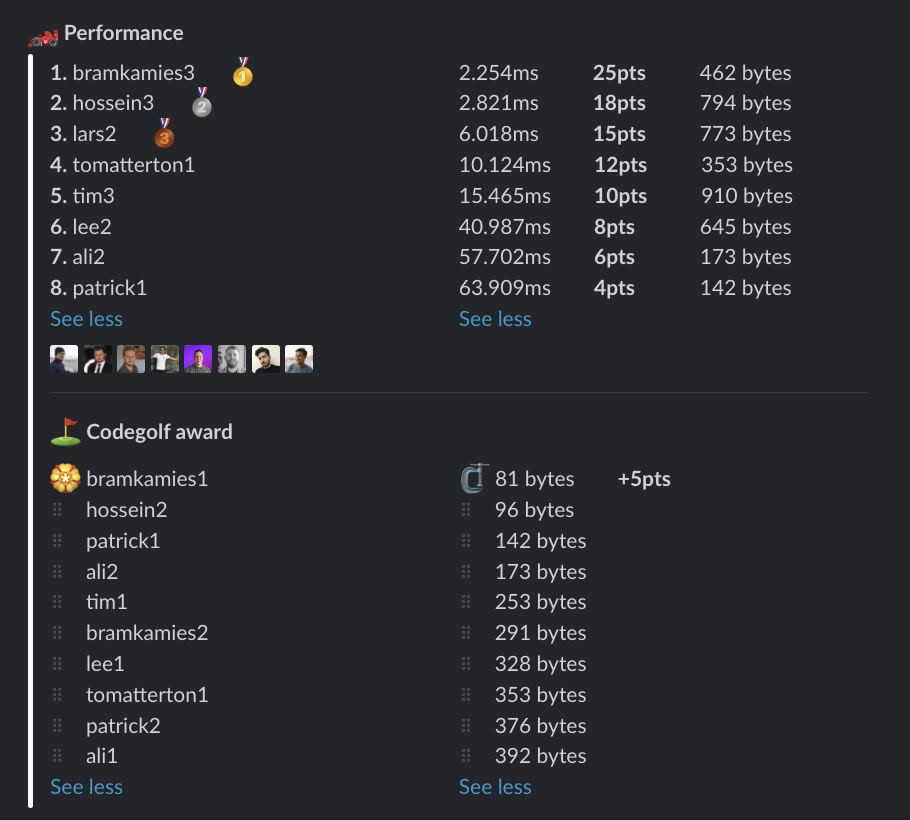 Performance
1. bramkamies3 1 2.254ms 25pts 462 bytes
2. hossein3 2 2.821ms 18pts 794 bytes
3. lars2 3 6.018ms 15pts 773 bytes
4. tomatterton1 10.124ms 12pts 353 bytes
5. tim3 15.465ms 10pts 910 bytes
6. lee2 40.987ms 8pts 645 bytes
7. ali2 57.702ms 6pts 173 bytes
8. patrick1 63.909ms 4pts 142 bytes
See less See less
Codegolf award
bramkamies1 81 bytes +5pts
hossein2 96 bytes
patrick1 142 bytes
ali2 173 bytes
tim1 253 bytes
bramkamies2 291 bytes
lee1 328 bytes
tomatterton1 353 bytes
patrick2 376 bytes
ali1 392 bytes
See less See less